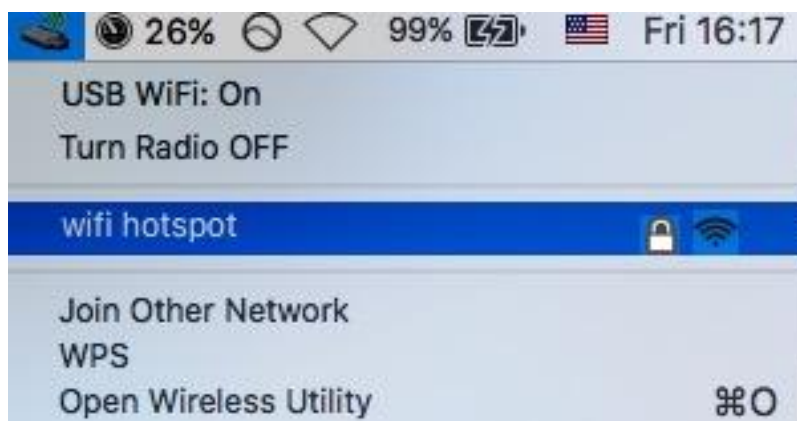 26% 99% Fri 16:17
USB WiFi: On
Turn Radio OFF
wifi hotspot
Join Other Network
WPS
Open Wireless Utility ⌘O